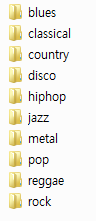 blues
classical
country
disco
hiphop
jazz
metal
pop
reggae
rock